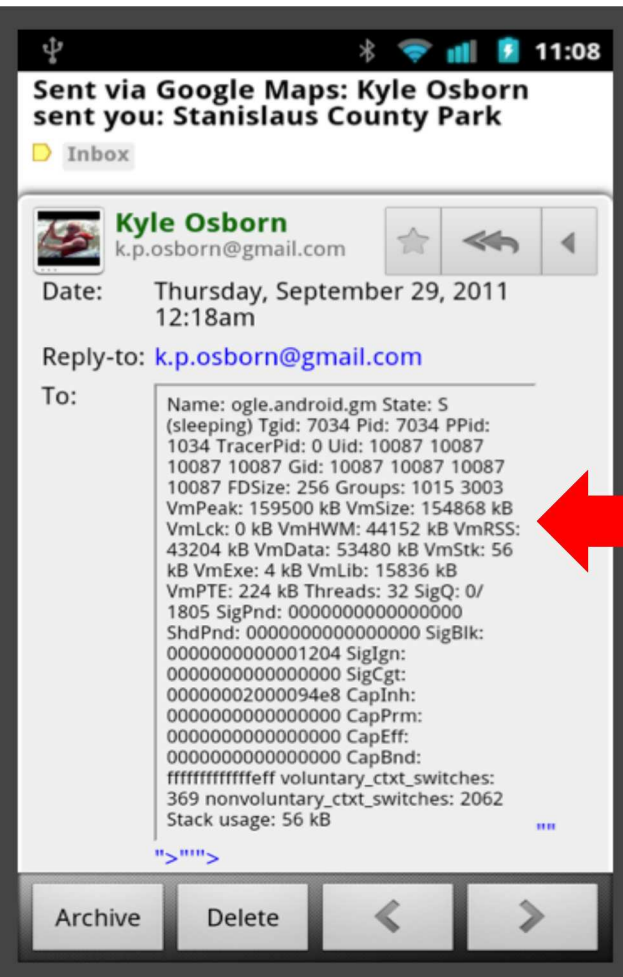 11:08
Sent via Google Maps: Kyle Osborn
sent you: Stanislaus County Park
Inbox
Kyle Osborn
k.p.osborn@gmail.com
Date: Thursday, September 29, 2011
12:18am
Reply-to: k.p.osborn@gmail.com
To:
Name: ogle.android.gm State: S
(sleeping) Tgid: 7034 Pid: 7034 PPid:
1034 TracerPid: 0 Uid: 10087 10087
10087 10087 Gid: 10087 10087 10087
10087 FDSize: 256 Groups: 1015 3003
VmPeak: 159500 kB VmSize: 154868 kB
VmLck: 0 kB VmHWM: 44152 kB VmRSS:
43204 kB VmData: 53480 kB VmStk: 56
kB VmExe: 4 kB VmLib: 15836 kB
VmPTE: 224 kB Threads: 32 SigQ: 0/
1805 SigPnd: 0000000000000000
ShdPnd: 0000000000000000 SigBlk:
0000000000001204 SigIgn:
0000000000000000 SigCgt:
00000002000094e8 CapInh:
0000000000000000 CapPrm:
0000000000000000 CapEff:
0000000000000000 CapBnd:
fffffffffffffeff voluntary_ctxt_switches:
369 nonvoluntary_ctxt_switches: 2062
Stack usage: 56 kB
""
">"'">
Archive Delete